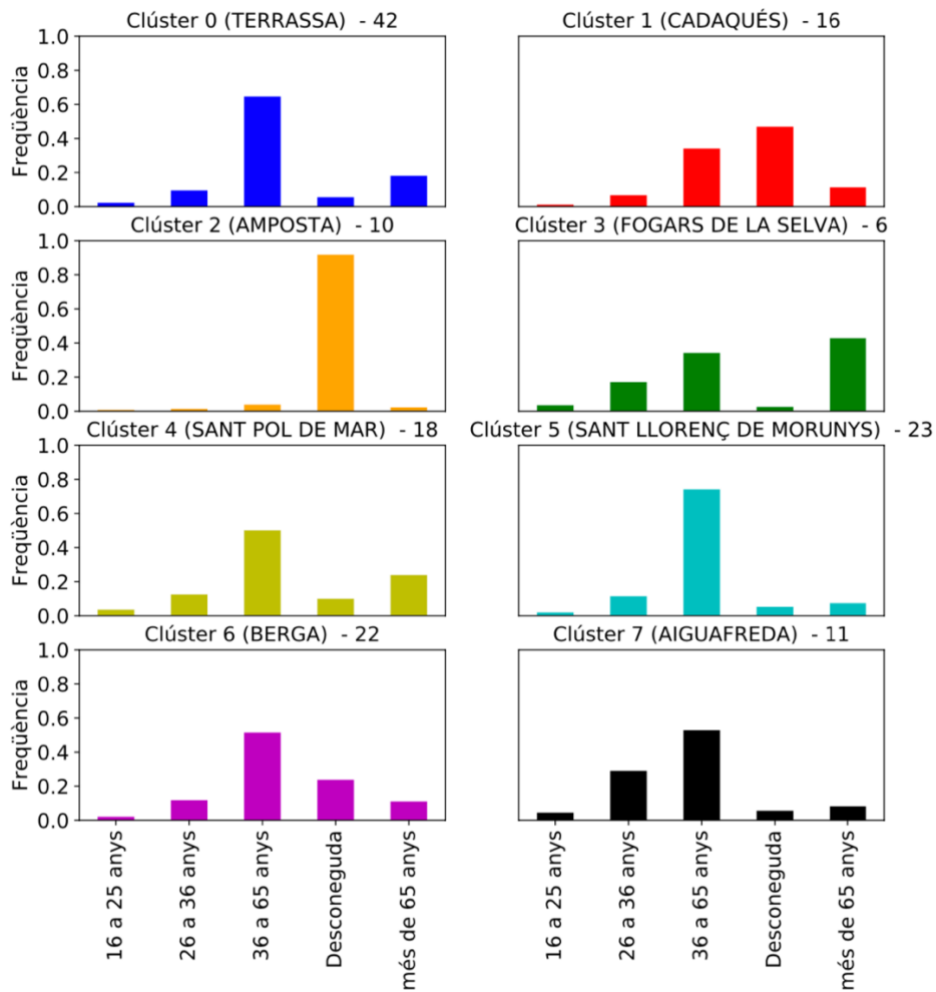 Clúster 0 (TERRASSA) - 42
Clúster 1 (CADAQUÉS) - 16
1.0
0.8
0.6
0.4
0.2
0.0
Freqüència
Clúster 2 (AMPOSTA) - 10
Clúster 3 (FOGARS DE LA SELVA) - 6
1.0
0.8
0.6
0.4
0.2
0.0
Freqüència
Clúster 4 (SANT POL DE MAR) - 18
Clúster 5 (SANT LLORENÇ DE MORUNYS) - 23
1.0
0.8
0.6
0.4
0.2
0.0
Freqüència
Clúster 6 (BERGA) - 22
Clúster 7 (AIGUAFREDA) - 11
1.0
0.8
0.6
0.4
0.2
0.0
Freqüència
16 a 25 anys
26 a 36 anys
36 a 65 anys
Desconeguda
més de 65 anys
16 a 25 anys
26 a 36 anys
36 a 65 anys
Desconeguda
més de 65 anys